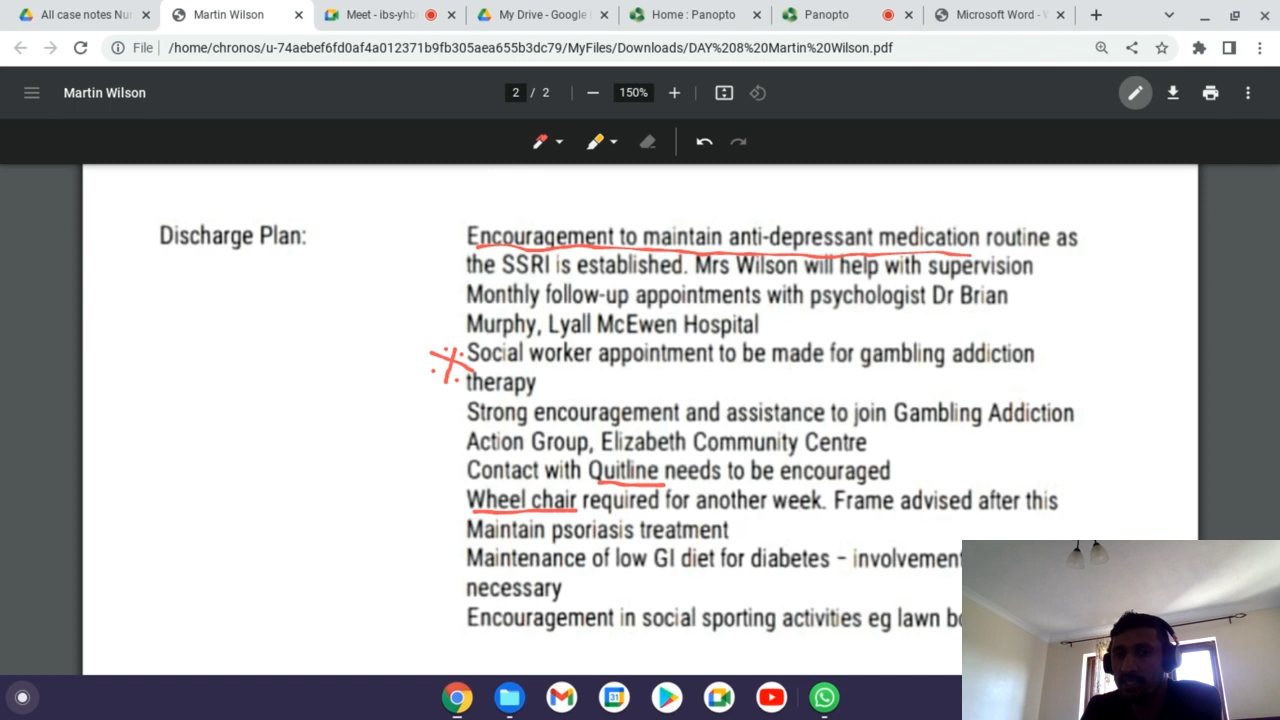 All case notes Nur
Martin Wilson
Meet - ibs-yhb
My Drive - Google
Home : Panopto
Panopto
Microsoft Word - W
File
/home/chronos/u-74aebef6fd0af4a012371b9fb305aea655b3dc79/MyFiles/Downloads/DAY%208%20Martin%20Wilson.pdf
Martin Wilson
2 / 2
150%
Discharge Plan:
Encouragement to maintain anti-depressant medication routine as
the SSRI is established. Mrs Wilson will help with supervision
Monthly follow-up appointments with psychologist Dr Brian
Murphy, Lyall McEwen Hospital
Social worker appointment to be made for gambling addiction
therapy
Strong encouragement and assistance to join Gambling Addiction
Action Group, Elizabeth Community Centre
Contact with Quitline needs to be encouraged
Wheel chair required for another week. Frame advised after this
Maintain psoriasis treatment
Maintenance of low GI diet for diabetes – involvement
necessary
Encouragement in social sporting activities eg lawn bo
31